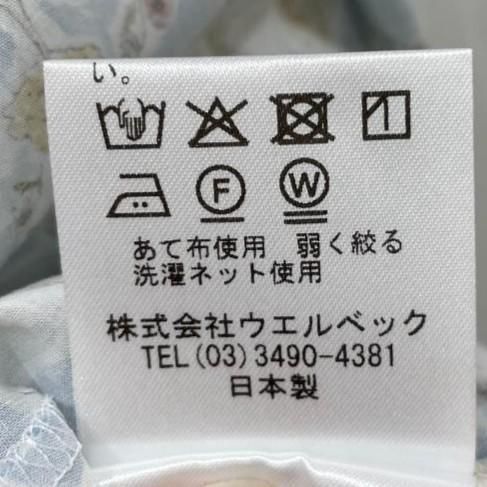 い。
F W
あて布使用 弱く絞る
洗濯ネット使用
株式会社ウエルベック
TEL(03)3490-4381
日本製